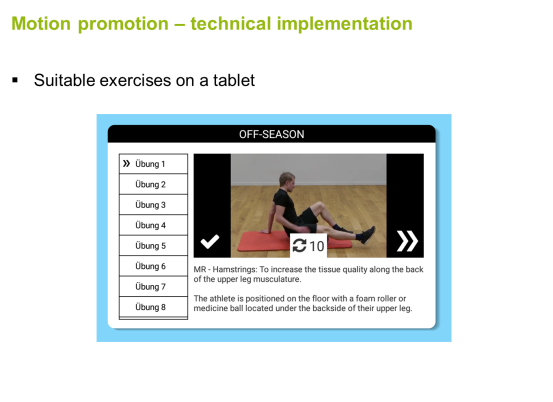 Motion promotion – technical implementation
▪ Suitable exercises on a tablet
OFF-SEASON
Übung 1
Übung 2
Übung 3
Übung 4
Übung 5
Übung 6
Übung 7
Übung 8
10
MR - Hamstrings: To increase the tissue quality along the back
of the upper leg musculature.
The athlete is positioned on the floor with a foam roller or
medicine ball located under the backside of their upper leg.